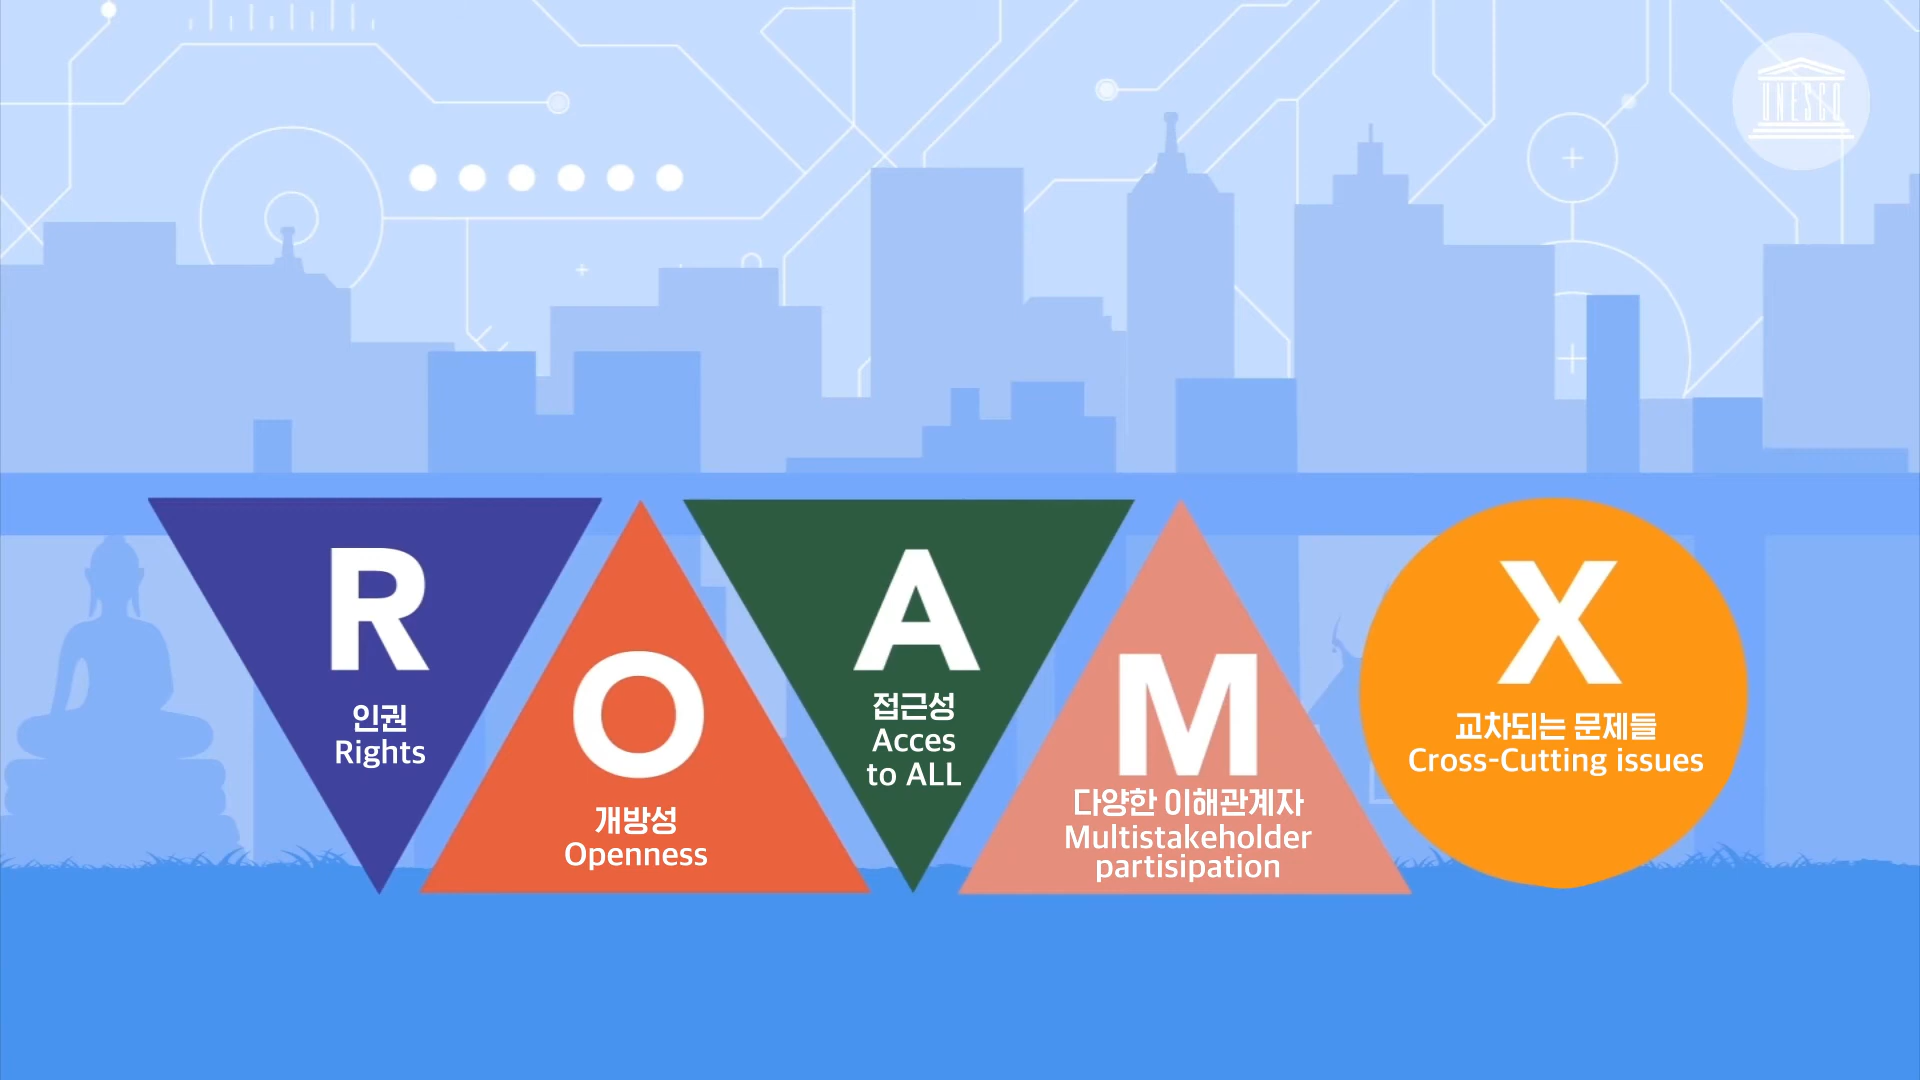 UNESCO
R
인권
Rights
O
개방성
Openness
A
접근성
Acces
to ALL
M
다양한 이해관계자
Multistakeholder
partisipation
X
교차되는 문제들
Cross-Cutting issues